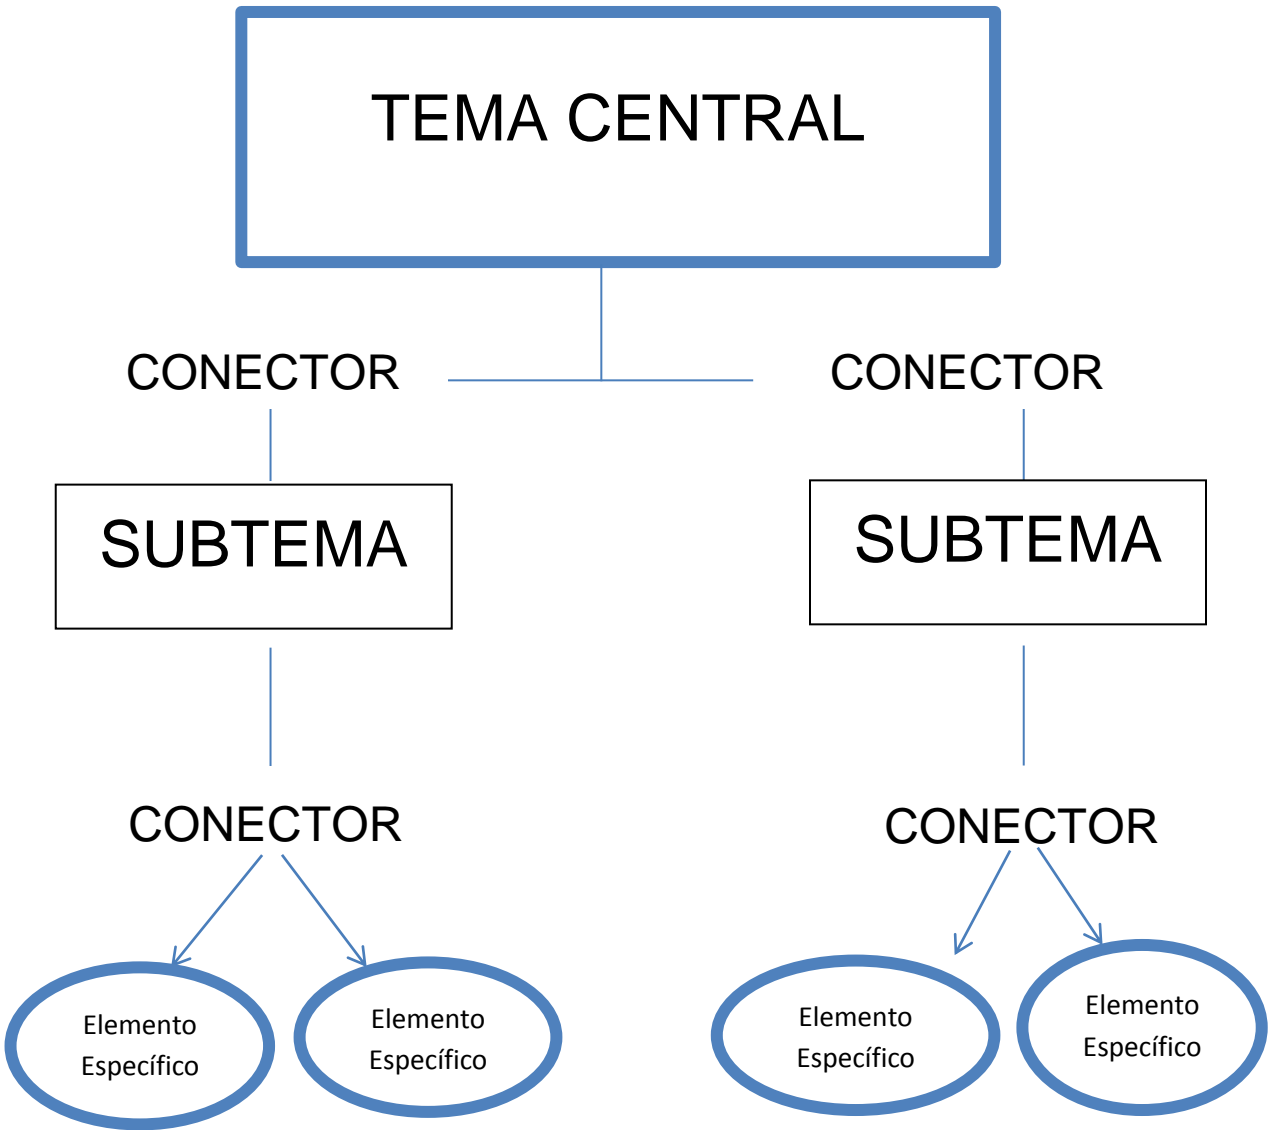 TEMA CENTRAL
CONECTOR
CONECTOR
SUBTEMA
SUBTEMA
CONECTOR
CONECTOR
Elemento
Específico
Elemento
Específico
Elemento
Específico
Elemento
Específico